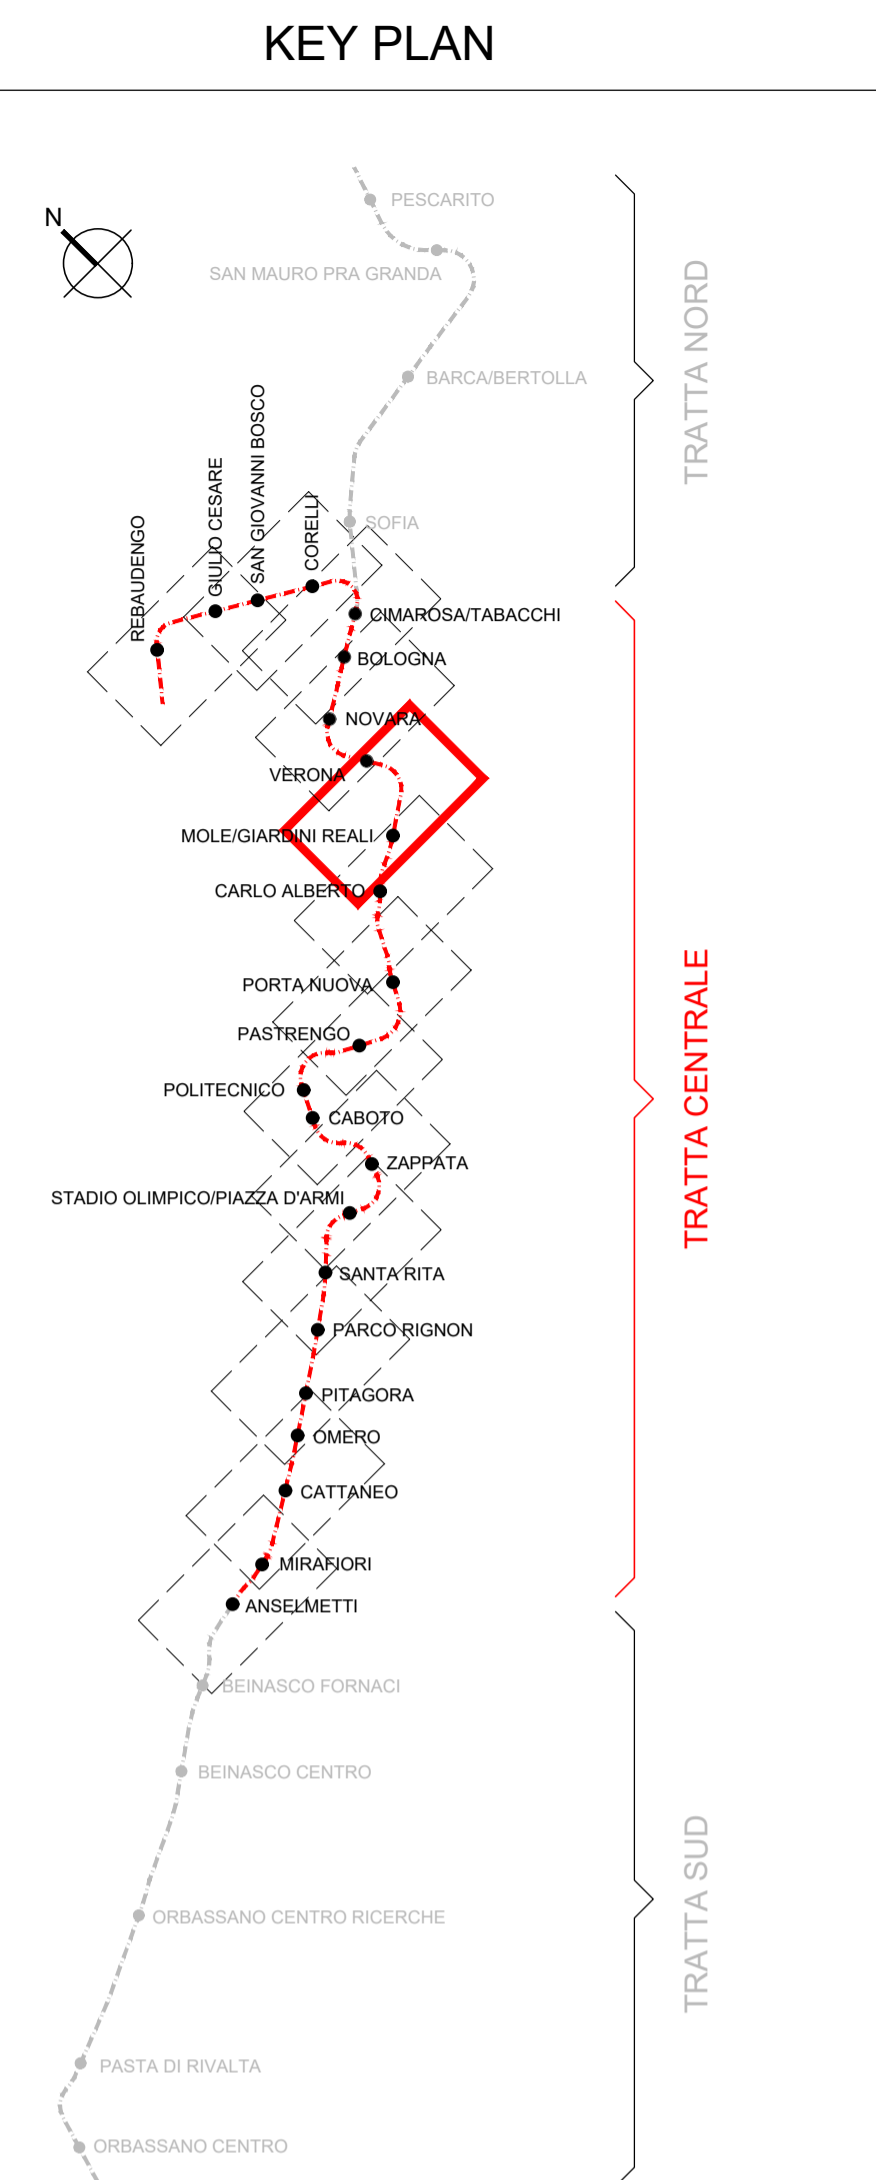 KEY PLAN
N
PESCARITO
SAN MAURO PRA GRANDA
BARCA/BERTOLLA
TRATTA NORD
SOFIA
REBAUDENGO
GIULIO CESARE
SAN GIOVANNI BOSCO
CORELLI
CIMAROSA/TABACCHI
BOLOGNA
NOVARA
VERONA
MOLE/GIARDINI REALI
CARLO ALBERTO
PORTA NUOVA
PASTRENGO
POLITECNICO
CABOTO
TRATTA CENTRALE
ZAPPATA
STADIO OLIMPICO/PIAZZA D'ARMI
SANTA RITA
PARCO RIGNON
PITAGORA
OMERO
CATTANEO
MIRAFIORI
ANSELMETTI
BEINASCO FORNACI
BEINASCO CENTRO
ORBASSANO CENTRO RICERCHE
TRATTA SUD
PASTA DI RIVALTA
ORBASSANO CENTRO